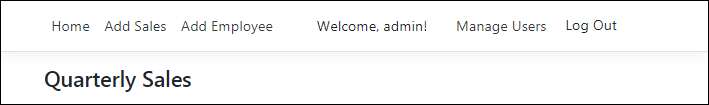 Home Add Sales Add Employee Welcome, admin! Manage Users Log Out
Quarterly Sales